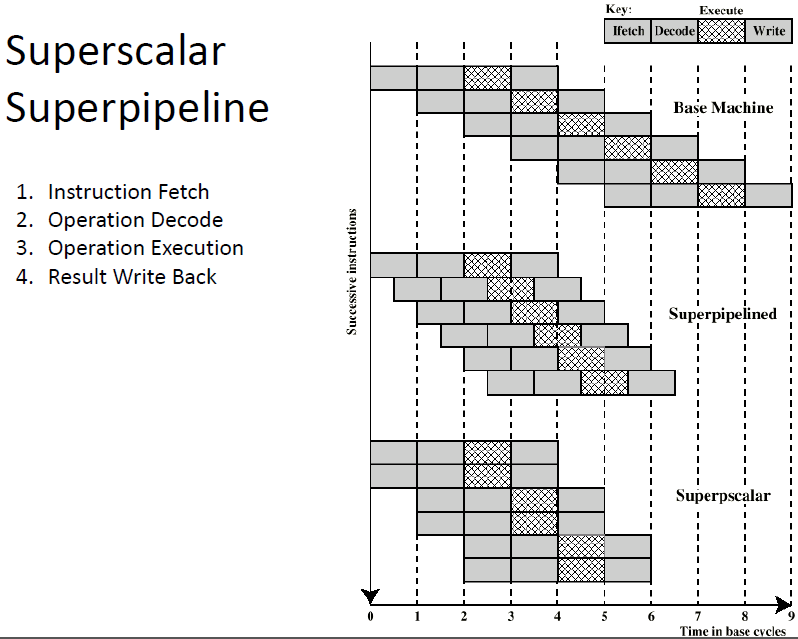 Superscalar
Superpipeline
1. Instruction Fetch
2. Operation Decode
3. Operation Execution
4. Result Write Back
Key:
Execute
Ifetch
Decode
Write
Base Machine
Successive instructions
Superpipelined
Superpscalar
0 1 2 3 4 5 6 7 8 9
Time in base cycles